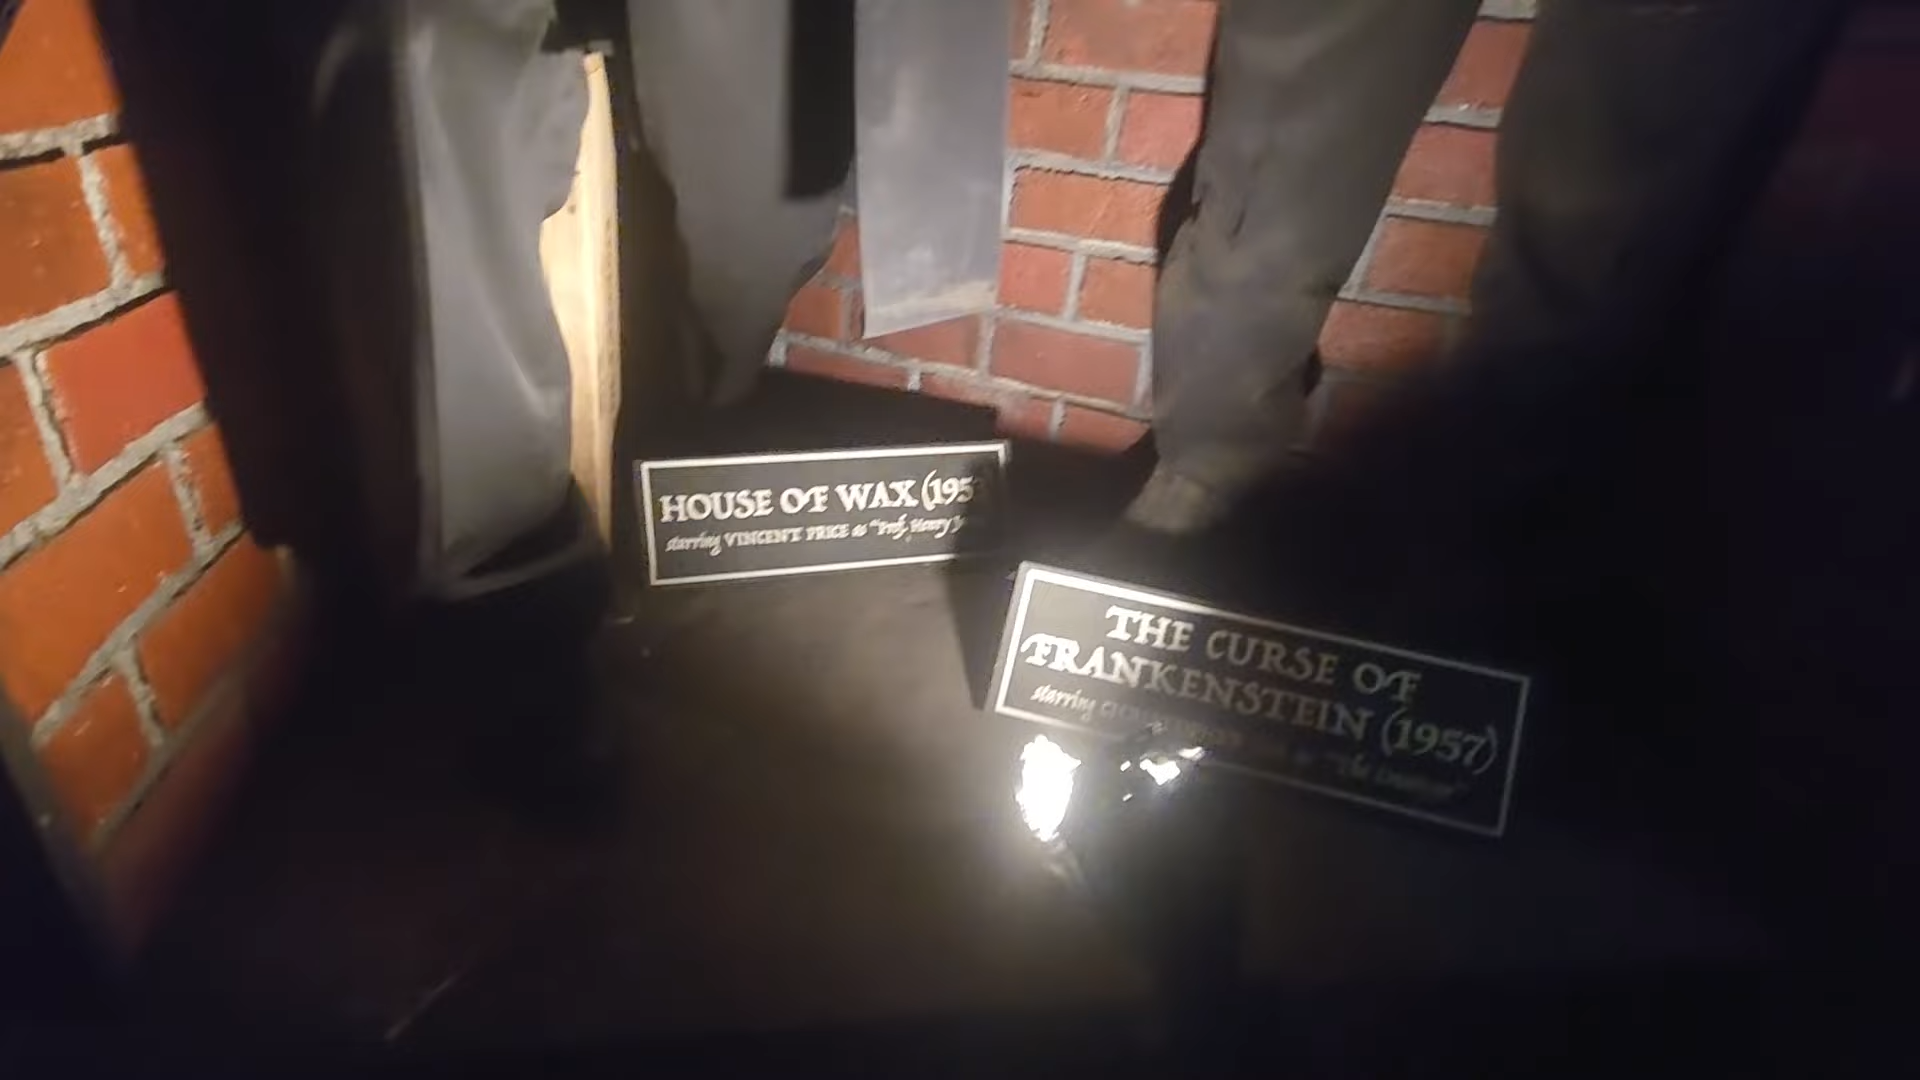 HOUSE OF WAX (195
starring VINCENT PRICE as "Prof. Henry J
THE CURSE OF
FRANKENSTEIN (1957)
starring